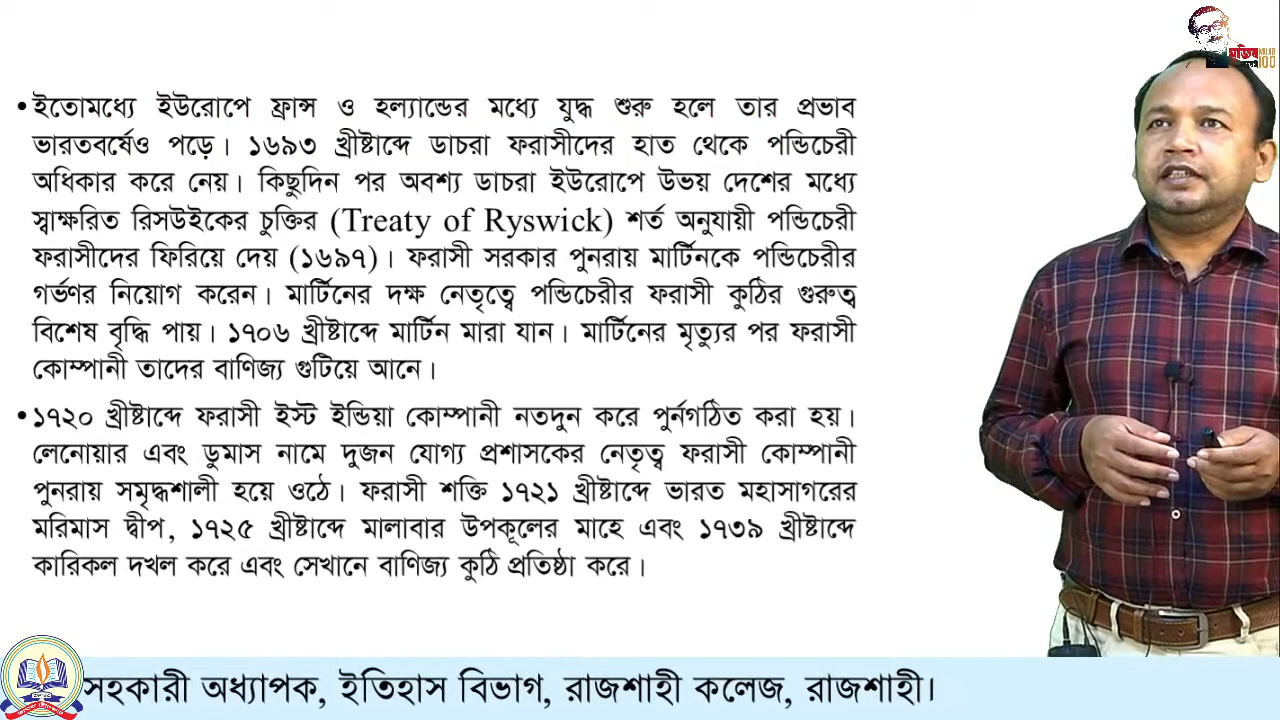 • ইতোমধ্যে ইউরোপে ফ্রান্স ও হল্যান্ডের মধ্যে যুদ্ধ শুরু হলে তার প্রভাব
ভারতবর্ষেও পড়ে। ১৬৯৩ খ্রীষ্টাব্দে ডাচরা ফরাসীদের হাত থেকে পন্ডিচেরী
অধিকার করে নেয়। কিছুদিন পর অবশ্য ডাচরা ইউরোপে উভয় দেশের মধ্যে
স্বাক্ষরিত রিসউইকের চুক্তির (Treaty of Ryswick) শর্ত অনুযায়ী পন্ডিচেরী
ফরাসীদের ফিরিয়ে দেয় (১৬৯৭)। ফরাসী সরকার পুনরায় মার্টিনকে পন্ডিচেরীর
গর্ভণর নিয়োগ করেন। মার্টিনের দক্ষ নেতৃত্বে পন্ডিচেরীর ফরাসী কুঠির গুরুত্ব
বিশেষ বৃদ্ধি পায়। ১৭০৬ খ্রীষ্টাব্দে মার্টিন মারা যান। মার্টিনের মৃত্যুর পর ফরাসী
কোম্পানী তাদের বাণিজ্য গুটিয়ে আনে।
• ১৭২০ খ্রীষ্টাব্দে ফরাসী ইস্ট ইন্ডিয়া কোম্পানী নতদুন করে পুর্নগঠিত করা হয়।
লেনোয়ার এবং ডুমাস নামে দুজন যোগ্য প্রশাসকের নেতৃত্ব ফরাসী কোম্পানী
পুনরায় সমৃদ্ধশালী হয়ে ওঠে। ফরাসী শক্তি ১৭২১ খ্রীষ্টাব্দে ভারত মহাসাগরের
মরিমাস দ্বীপ, ১৭২৫ খ্রীষ্টাব্দে মালাবার উপকূলের মাহে এবং ১৭৩৯ খ্রীষ্টাব্দে
কারিকল দখল করে এবং সেখানে বাণিজ্য কুঠি প্রতিষ্ঠা করে।
সহকারী অধ্যাপক, ইতিহাস বিভাগ, রাজশাহী কলেজ, রাজশাহী।
মুজিব
100